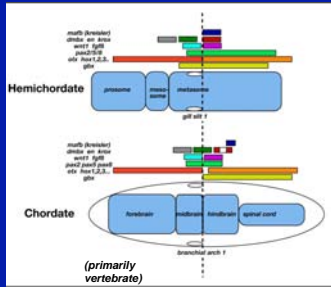 mafb (kreisler)
dmbx en krox
wnt1 fgf8
pax2/5/8
otx hox1,2,3..
gbx
Hemichordate
prosome
meso-
some
metasome
gill slit 1
mafb (kreisler)
dmbx en krox
wnt1 fgf8
pax2 pax5 pax8
otx hox1,2,3...
gbx
Chordate
forebrain
midbrain
hindbrain
spinal cord
branchial arch 1
(primarily
vertebrate)